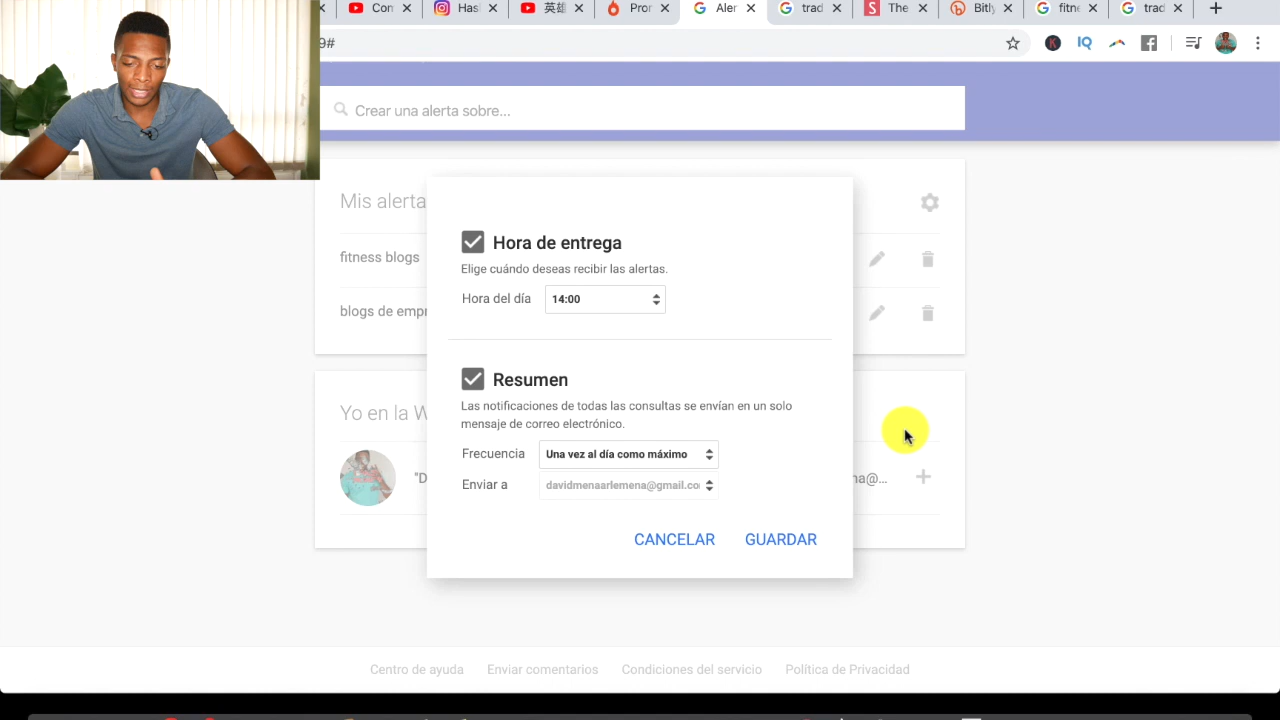 Con
Has
英雄
Pror
Aler
trad
The
Bitly
fitne
trad
9#
IQ
Crear una alerta sobre...
Mis alerta
fitness blogs
blogs de empr
Hora de entrega
Elige cuándo deseas recibir las alertas.
Hora del día 14:00
Resumen
Las notificaciones de todas las consultas se envían en un solo
mensaje de correo electrónico.
Frecuencia Una vez al día como máximo
Enviar a davidmenaarlemena@gmail.co
CANCELAR GUARDAR
Yo en la W
"D
na@...
Centro de ayuda Enviar comentarios Condiciones del servicio Política de Privacidad